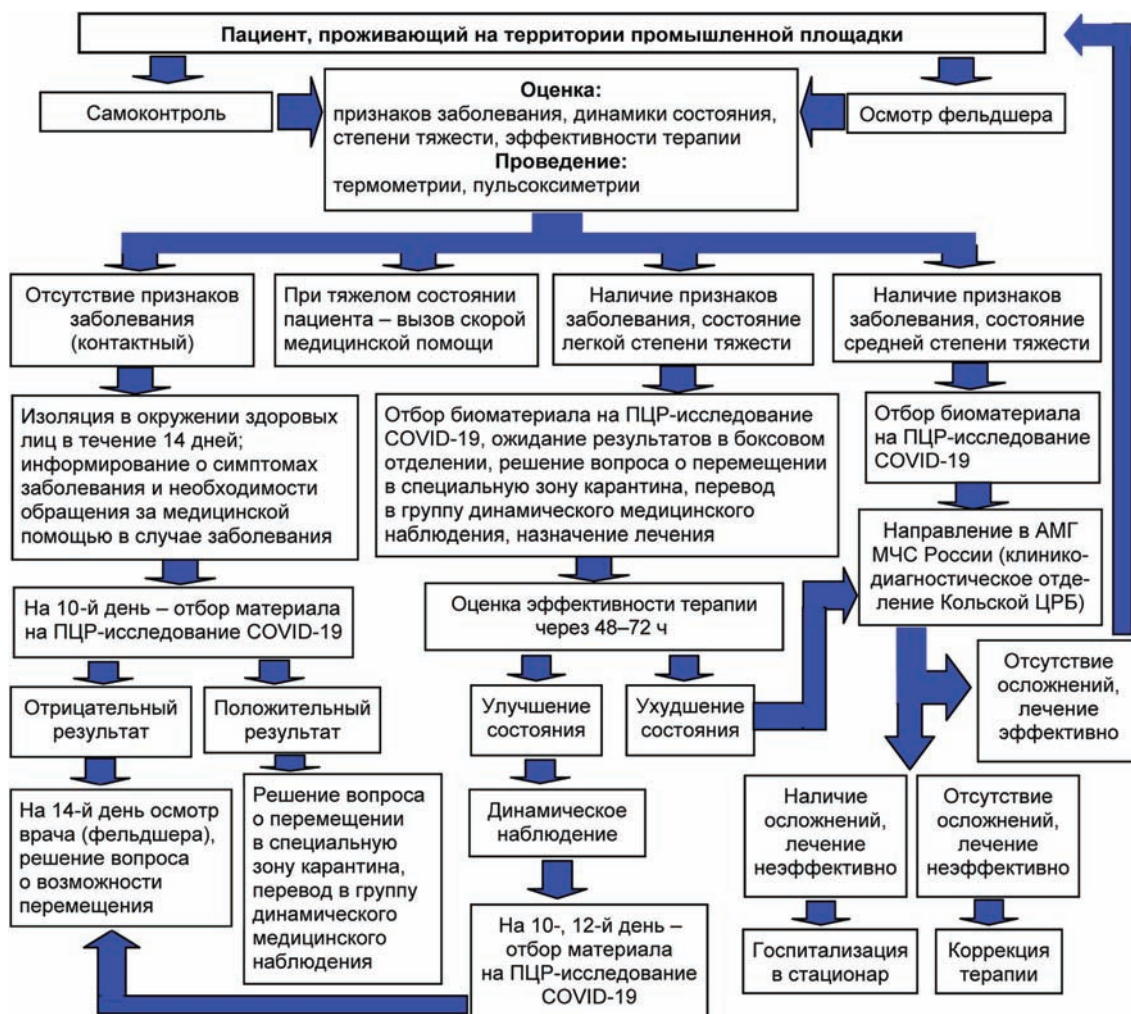 Пациент, проживающий на территории промышленной площадки
Самоконтроль
Оценка:
признаков заболевания, динамики состояния,
степени тяжести, эффективности терапии
Проведение:
термометрии, пульсоксиметрии
Осмотр фельдшера
Отсутствие признаков
заболевания
(контактный)
При тяжелом состоянии
пациента – вызов скорой
медицинской помощи
Наличие признаков
заболевания, состояние
легкой степени тяжести
Наличие признаков
заболевания, состояние
средней степени тяжести
Изоляция в окружении здоровых
лиц в течение 14 дней;
информирование о симптомах
заболевания и необходимости
обращения за медицинской
помощью в случае заболевания
Отбор биоматериала на ПЦР-исследование
COVID-19, ожидание результатов в боксовом
отделении, решение вопроса о перемещении
в специальную зону карантина, перевод
в группу динамического медицинского
наблюдения, назначение лечения
Отбор биоматериала
на ПЦР-исследование
COVID-19
Направление в АМГ
МЧС России (клинико-
диагностическое отде-
ление Кольской ЦРБ)
На 10-й день – отбор материала
на ПЦР-исследование COVID-19
Оценка эффективности терапии
через 48–72 ч
Отсутствие
осложнений,
лечение
эффективно
Отрицательный
результат
Положительный
результат
Улучшение
состояния
Ухудшение
состояния
На 14-й день осмотр
врача (фельдшера),
решение вопроса
о возможности
перемещения
Решение вопроса
о перемещении
в специальную
зону карантина,
перевод в группу
динамического
медицинского
наблюдения
Динамическое
наблюдение
Наличие
осложнений,
лечение
неэффективно
Отсутствие
осложнений,
лечение
неэффективно
На 10-, 12-й день –
отбор материала
на ПЦР-исследование
COVID-19
Госпитализация
в стационар
Коррекция
терапии